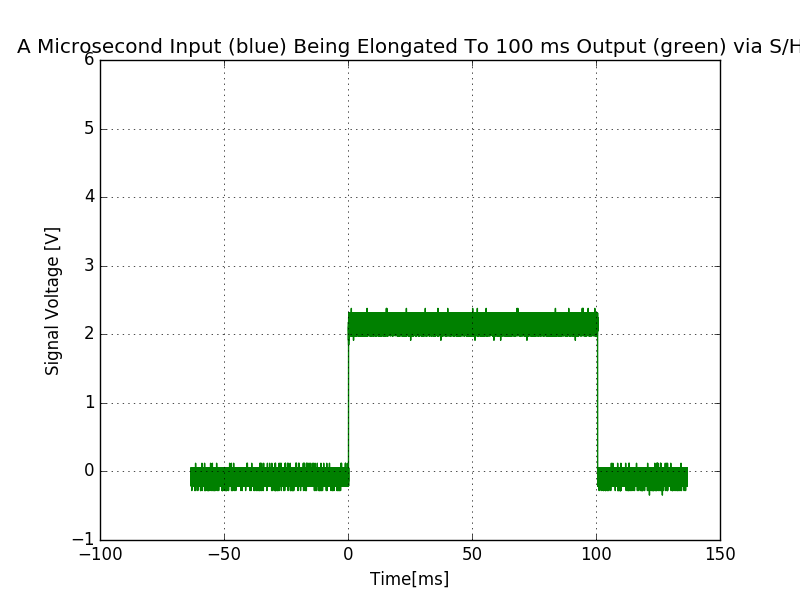 A Microsecond Input (blue) Being Elongated To 100 ms Output (green) via S/H
6
5
4
3
2
1
0
−1
Signal Voltage [V]
−100 −50 0 50 100 150
Time[ms]